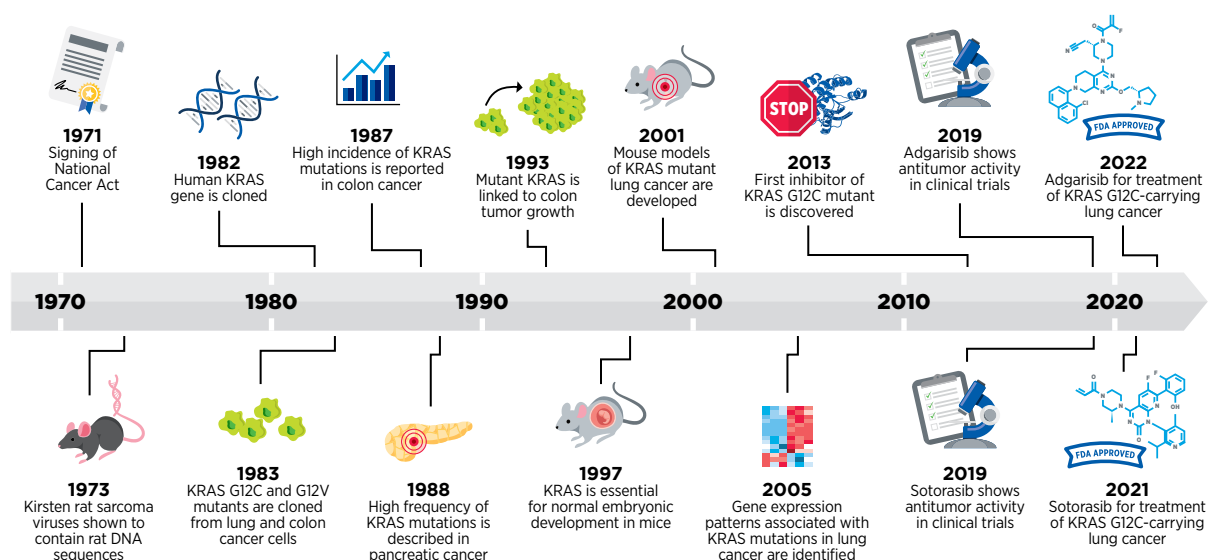 1971
Signing of
National
Cancer Act
1982
Human KRAS
gene is cloned
1987
High incidence of KRAS
mutations is reported
in colon cancer
1993
Mutant KRAS is
linked to colon
tumor growth
2001
Mouse models
of KRAS mutant
lung cancer are
developed
STOP
2013
First inhibitor of
KRAS G12C mutant
is discovered
2019
Adgarisib shows
antitumor activity
in clinical trials
O
F
N
N
N
N
N
O
N
N
Cl
FDA APPROVED
2022
Adgarisib for treatment
of KRAS G12C-carrying
lung cancer
1970
1980
1990
2000
2010
2020
1973
Kirsten rat sarcoma
viruses shown to
contain rat DNA
sequences
1983
KRAS G12C and G12V
mutants are cloned
from lung and colon
cancer cells
1988
High frequency of
KRAS mutations is
described in
pancreatic cancer
1997
KRAS is essential
for normal embryonic
development in mice
2005
Gene expression
patterns associated with
KRAS mutations in lung
cancer are identified
2019
Sotorasib shows
antitumor activity
in clinical trials
O
F
F
N
N
N
OH
N
N
O
N
FDA APPROVED
2021
Sotorasib for treatment
of KRAS G12C-carrying
lung cancer